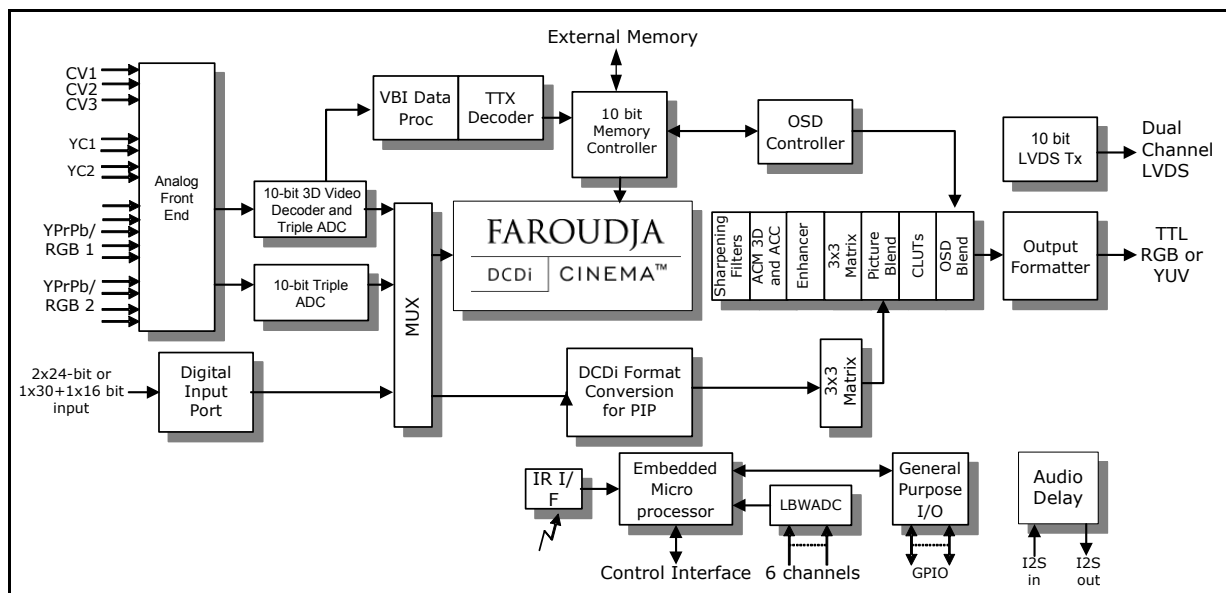 External Memory
CV1
CV2
CV3
YC1
YC2
YPrPb/
RGB 1
YPrPb/
RGB 2
Analog
Front
End
VBI Data
Proc
TTX
Decoder
10 bit
Memory
Controller
OSD
Controller
10 bit
LVDS Tx
Dual
Channel
LVDS
10-bit 3D Video
Decoder and
Triple ADC
10-bit Triple
ADC
MUX
FAROUDJA
DCDi
CINEMA™
Sharpening
Filters
ACM 3D
and ACC
Enhancer
3x3
Matrix
Picture
Blend
CLUTs
OSD
Blend
Output
Formatter
TTL
RGB or
YUV
2x24-bit or
1x30+1x16 bit
input
Digital
Input
Port
DCDi Format
Conversion
for PIP
3x3
Matrix
IR I/
F
Embedded
Micro
processor
LBWADC
General
Purpose
I/O
Audio
Delay
Control Interface
6 channels
GPIO
I2S
in
I2S
out